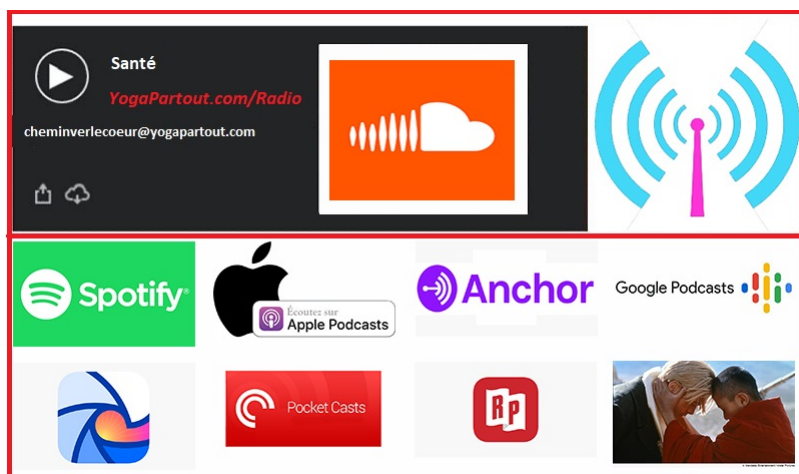 Santé
YogaPartout.com/Radio
cheminverlecoeur@yogapartout.com
Spotify®
Écoutez sur
Apple Podcasts
Anchor
Google Podcasts
Pocket Casts
RP